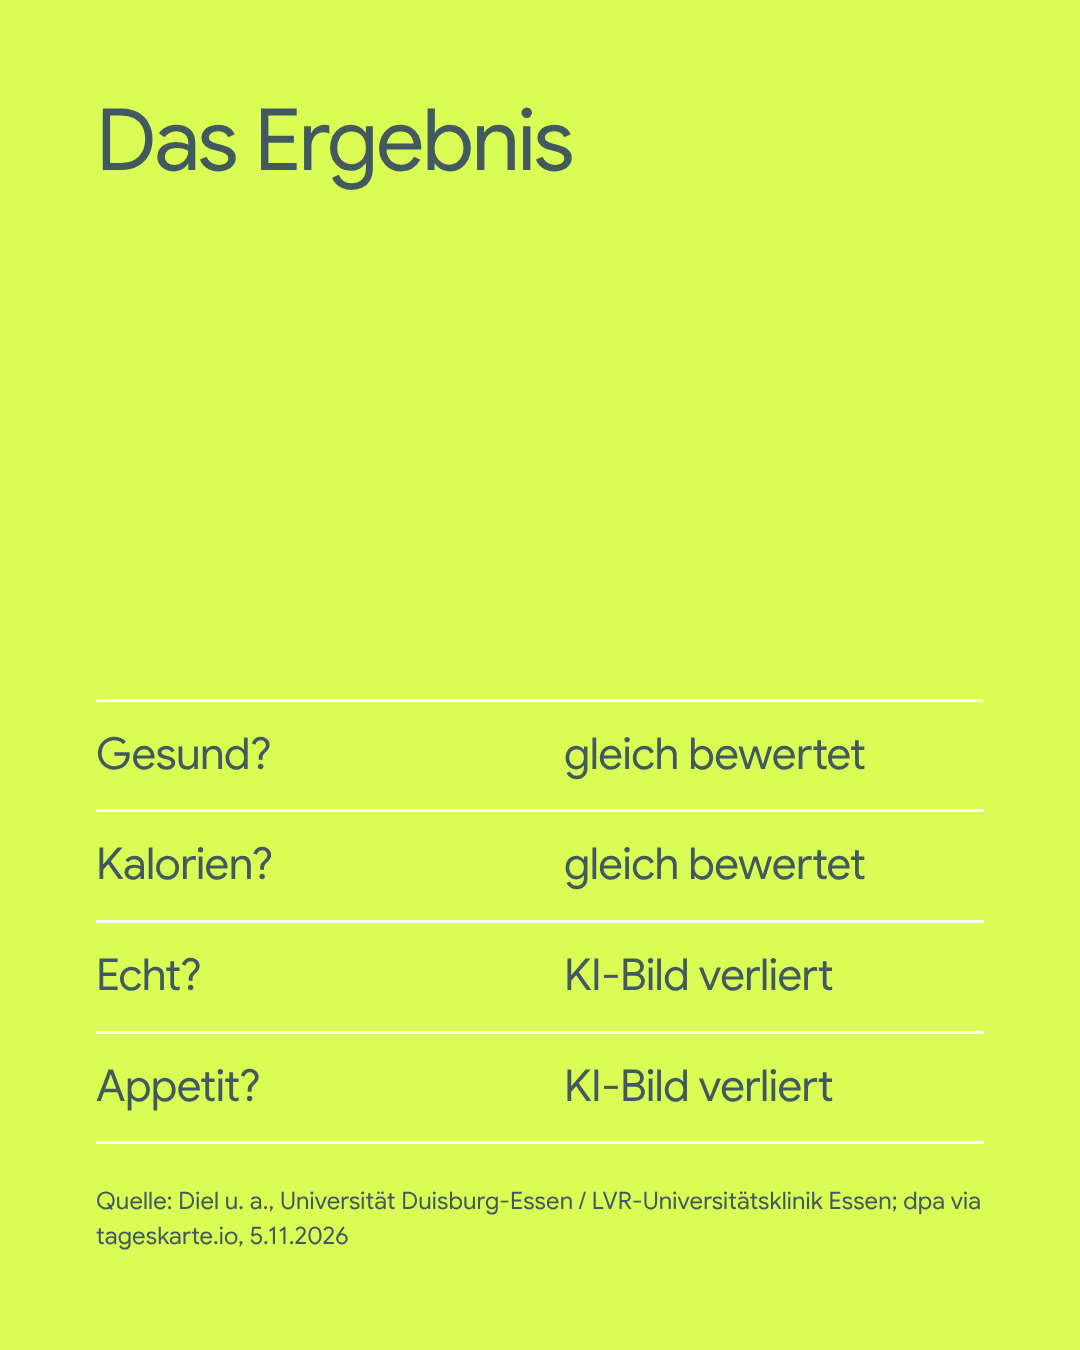 Das Ergebnis
Gesund? gleich bewertet
Kalorien? gleich bewertet
Echt? KI-Bild verliert
Appetit? KI-Bild verliert
Quelle: Diel u. a., Universität Duisburg-Essen / LVR-Universitätsklinik Essen; dpa via
tageskarte.io, 5.11.2026